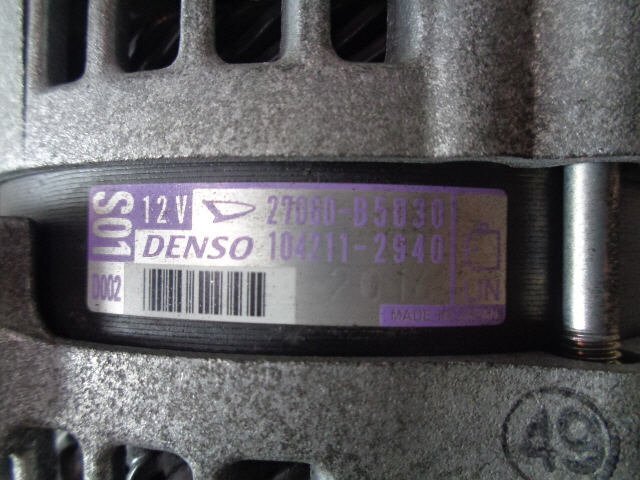 S01
12V 27060-B5030
DENSO 104211-2940
D002
MADE IN JAPAN
49